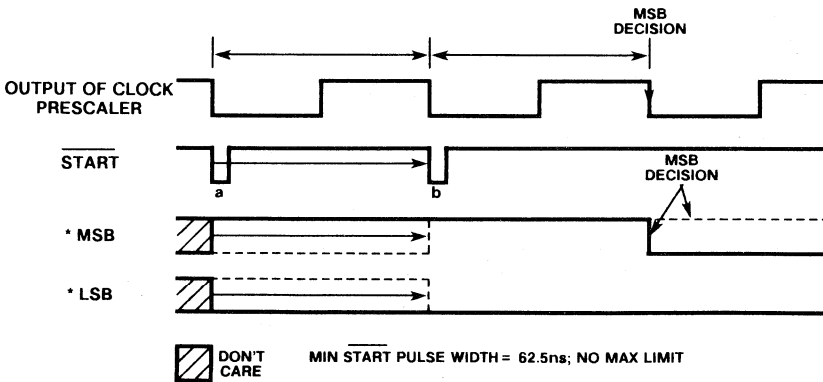 MSB
DECISION
OUTPUT OF CLOCK
PRESCALER
START
a
b
MSB
DECISION
* MSB
* LSB
DON'T
CARE
MIN START PULSE WIDTH = 62.5ns; NO MAX LIMIT